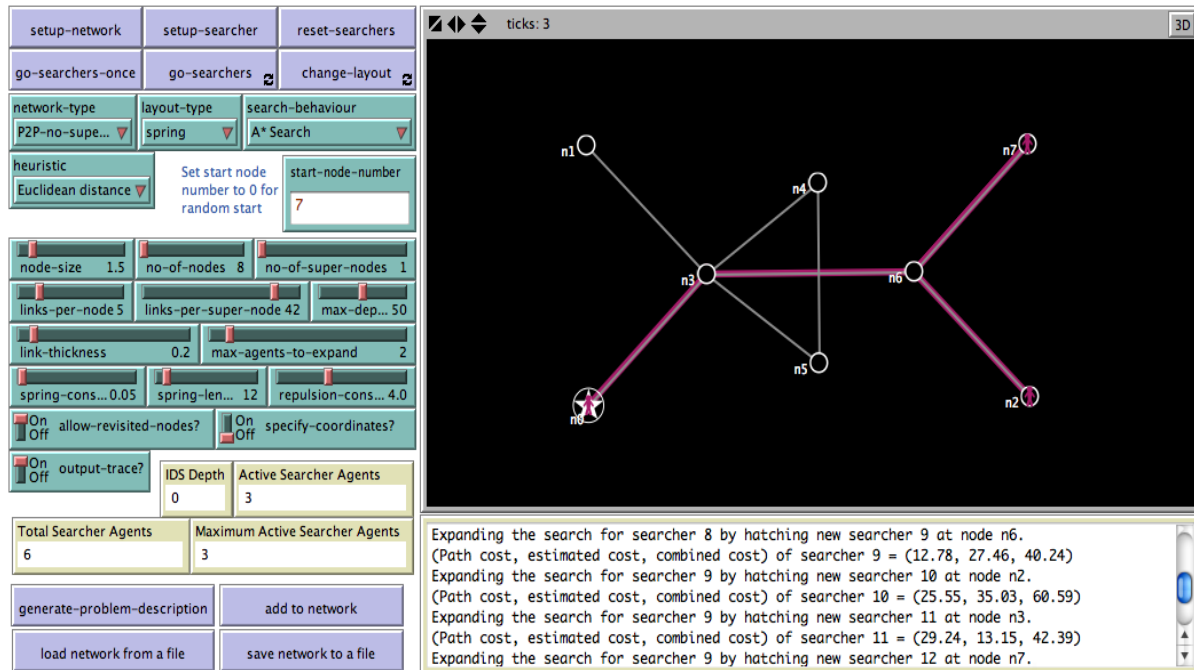 setup-network setup-searcher reset-searchers
go-searchers-once go-searchers change-layout
network-type layout-type search-behaviour
P2P-no-supe... spring A* Search
heuristic
Euclidean distance
Set start node
number to 0 for
random start
start-node-number
7
node-size 1.5 no-of-nodes 8 no-of-super-nodes 1
links-per-node 5 links-per-super-node 42 max-dep... 50
link-thickness 0.2 max-agents-to-expand 2
spring-cons... 0.05 spring-len... 12 repulsion-cons... 4.0
On
Off
allow-revisited-nodes?
On
Off
specify-coordinates?
On
Off
output-trace?
IDS Depth
0
Active Searcher Agents
3
Total Searcher Agents
6
Maximum Active Searcher Agents
3
generate-problem-description add to network
load network from a file save network to a file
ticks: 3
3D
n1
n7
n4
n3
n6
n5
n0
n2
Expanding the search for searcher 8 by hatching new searcher 9 at node n6.
(Path cost, estimated cost, combined cost) of searcher 9 = (12.78, 27.46, 40.24)
Expanding the search for searcher 9 by hatching new searcher 10 at node n2.
(Path cost, estimated cost, combined cost) of searcher 10 = (25.55, 35.03, 60.59)
Expanding the search for searcher 9 by hatching new searcher 11 at node n3.
(Path cost, estimated cost, combined cost) of searcher 11 = (29.24, 13.15, 42.39)
Expanding the search for searcher 9 by hatching new searcher 12 at node n7.